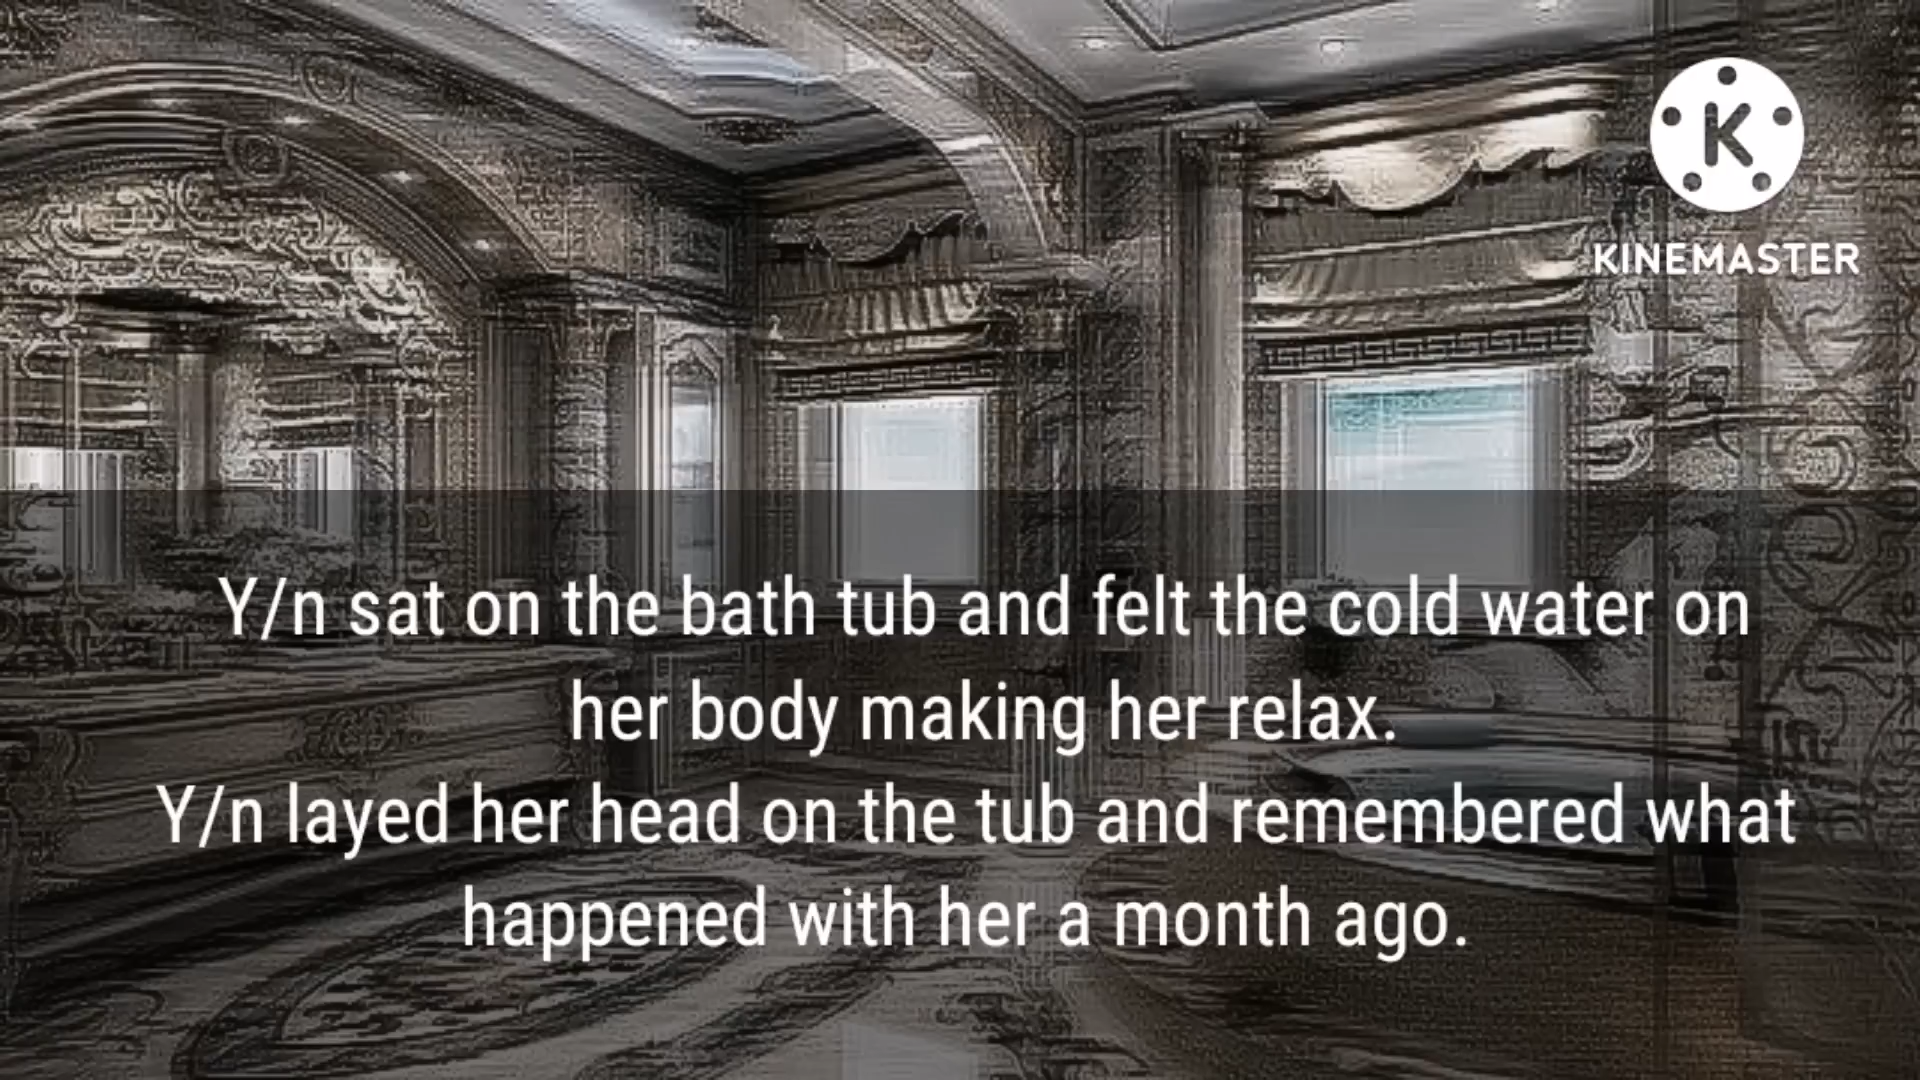 K
KINEMASTER
Y/n sat on the bath tub and felt the cold water on
her body making her relax.
Y/n layed her head on the tub and remembered what
happened with her a month ago.